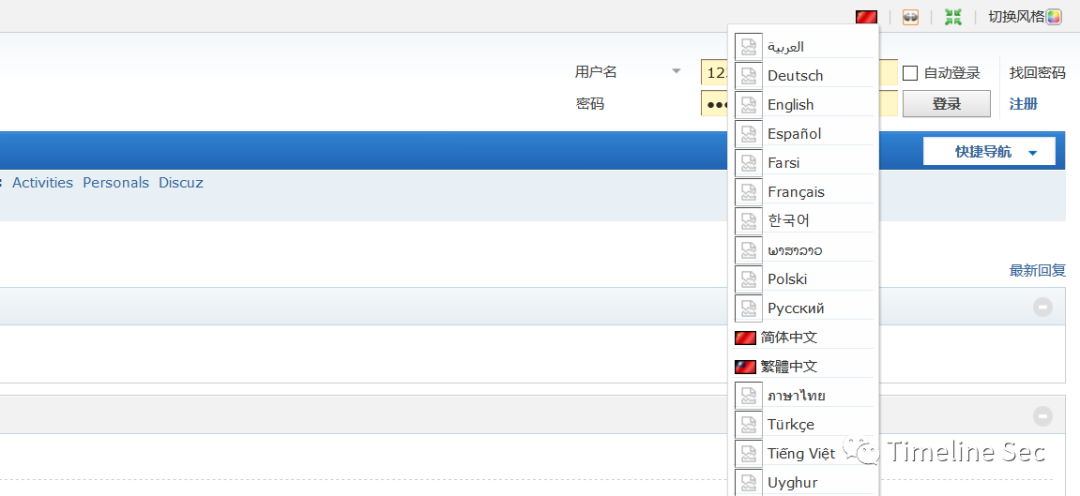 切换风格
用户名
12
自动登录
找回密码
密码
登录
注册
快捷导航
Activities Personals Discuz
最新回复
العربية
Deutsch
English
Español
Farsi
Français
한국어
ພາສາລາວ
Polski
Русский
简体中文
繁體中文
ภาษาไทย
Türkçe
Tiếng Việt
Uyghur
Timeline Sec